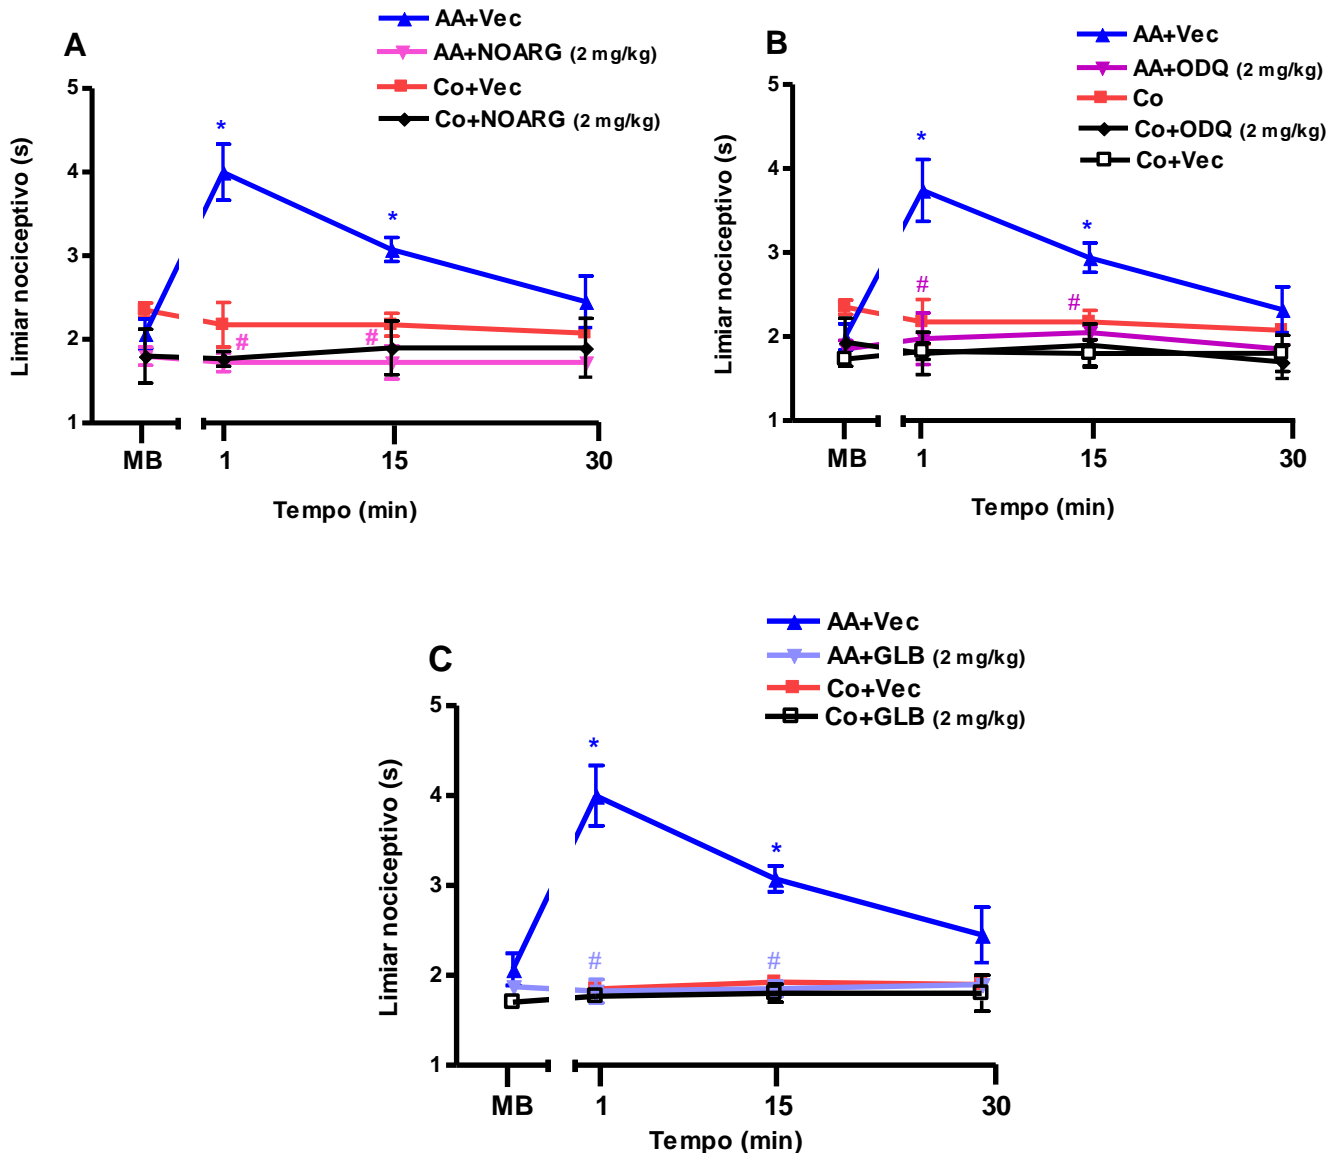 A
AA+Vec
AA+NOARG (2 mg/kg)
Co+Vec
Co+NOARG (2 mg/kg)
Limiar nociceptivo (s)
5
4
3
2
1
*
*
#
#
MB
1
15
30
Tempo (min)
B
AA+Vec
AA+ODQ (2 mg/kg)
Co
Co+ODQ (2 mg/kg)
Co+Vec
Limiar nociceptivo (s)
5
4
3
2
1
*
*
#
#
MB
1
15
30
Tempo (min)
C
AA+Vec
AA+GLB (2 mg/kg)
Co+Vec
Co+GLB (2 mg/kg)
Limiar nociceptivo (s)
5
4
3
2
1
*
*
#
#
MB
1
15
30
Tempo (min)